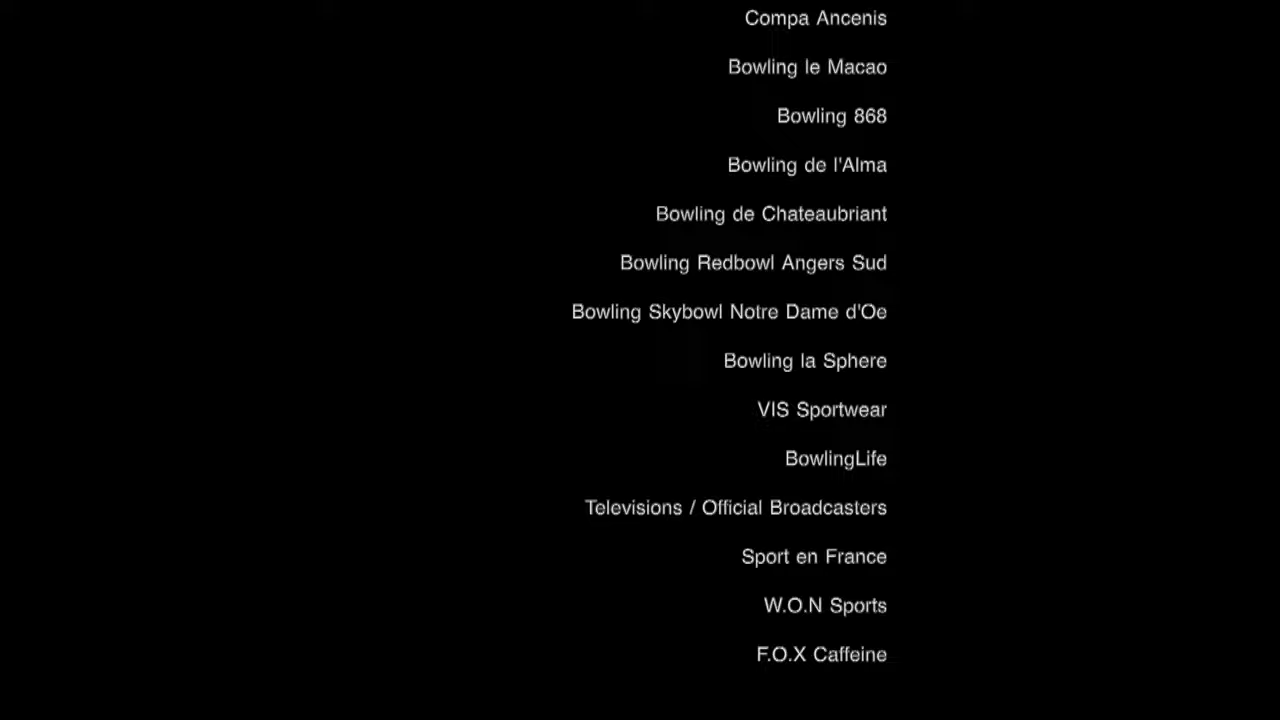 Compa Ancenis
Bowling le Macao
Bowling 868
Bowling de l'Alma
Bowling de Chateaubriant
Bowling Redbowl Angers Sud
Bowling Skybowl Notre Dame d'Oe
Bowling la Sphere
VIS Sportwear
BowlingLife
Televisions / Official Broadcasters
Sport en France
W.O.N Sports
F.O.X Caffeine